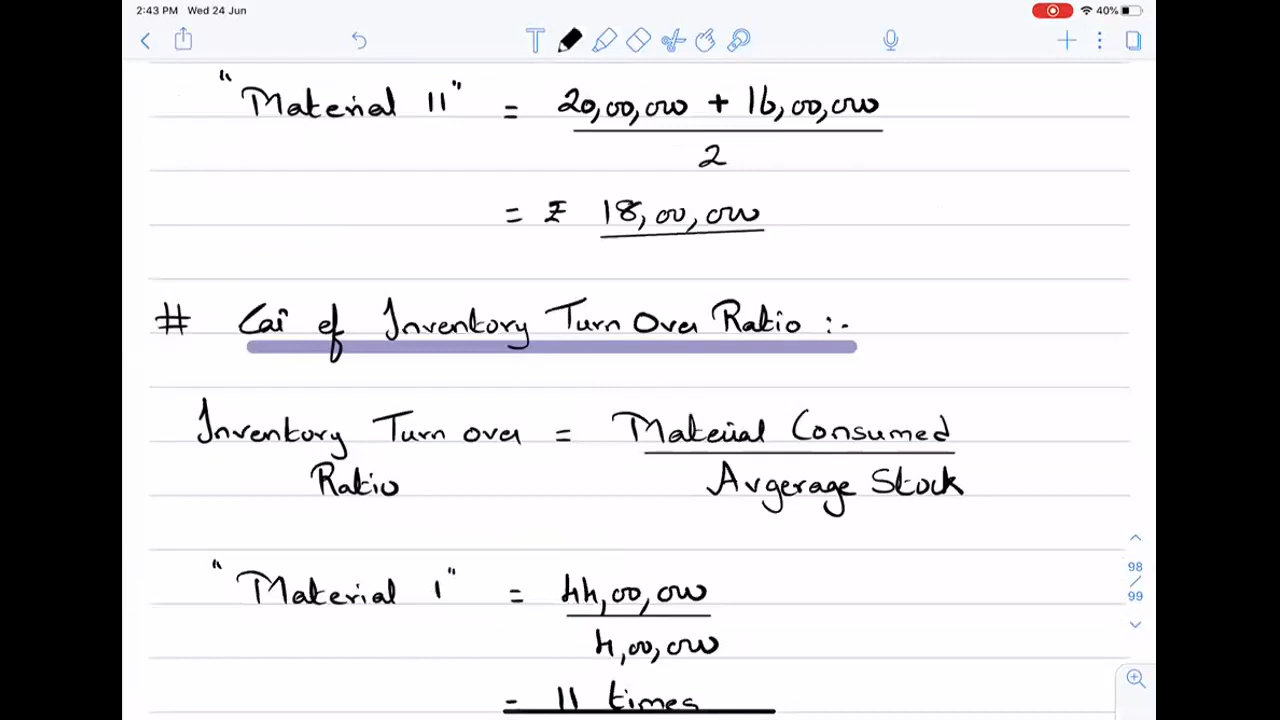 2:43 PM Wed 24 Jun 40%
"Material II" = 20,00,000 + 16,00,000
2
= ₹ 18,00,000
# Cal of Inventory Turn Over Ratio :-
Inventory Turn over = Material Consumed
Ratio Avgerage Stock
"Material I" = 44,00,000
4,00,000
= 11 times
98
/
99